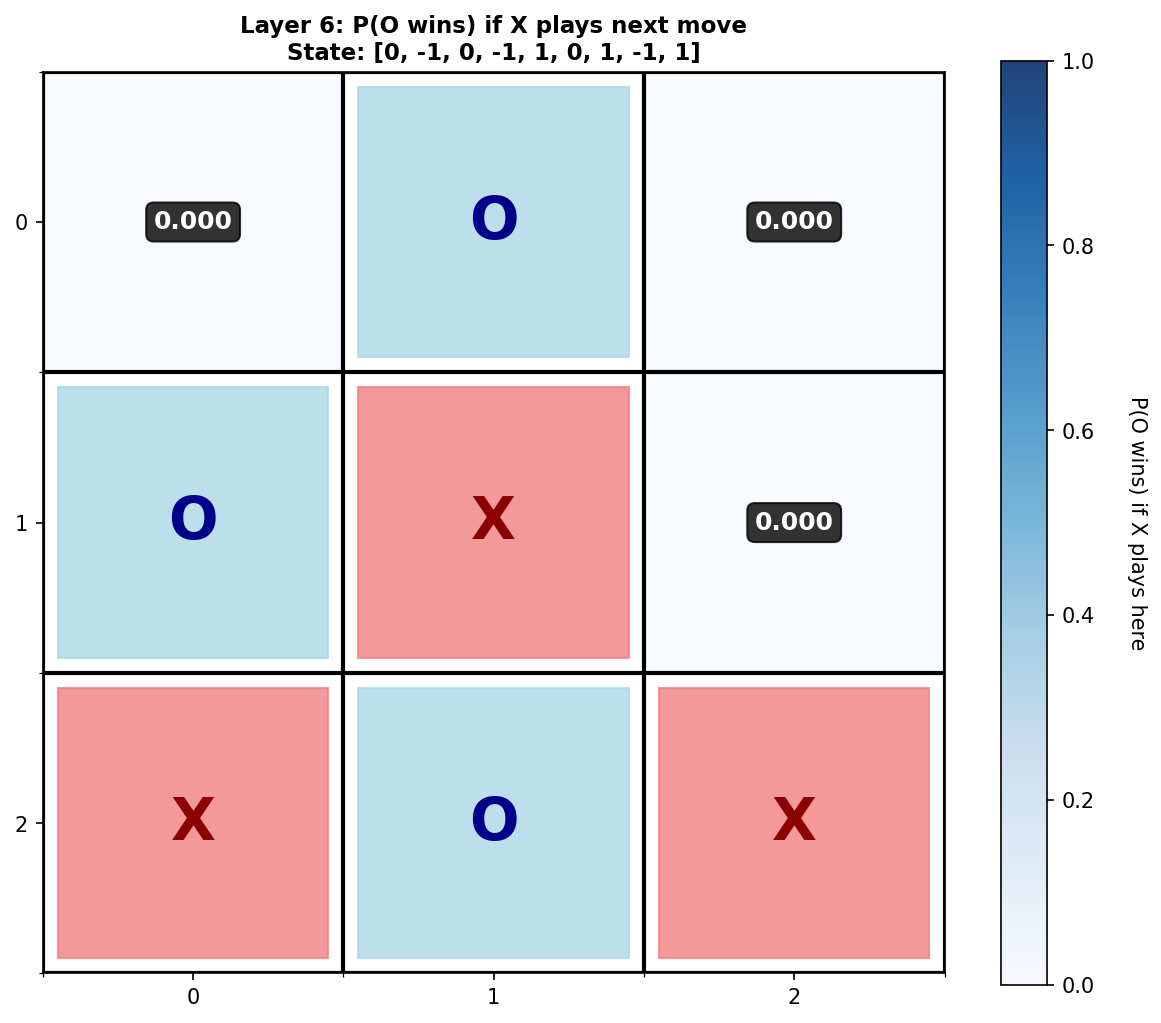 Layer 6: P(O wins) if X plays next move
State: [0, -1, 0, -1, 1, 0, 1, -1, 1]
0.000
O
0.000
O
X
0.000
X
O
X
0
1
2
0
1
2
1.0
0.8
0.6
0.4
0.2
0.0
P(O wins) if X plays here